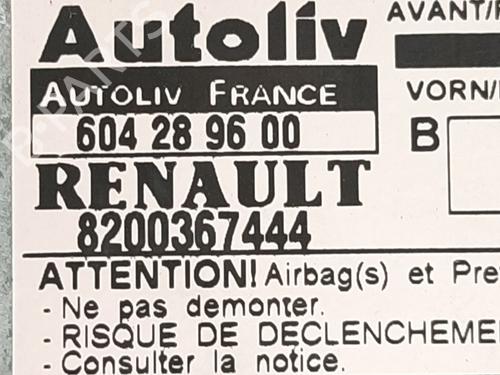 Autoliv
AVANT/
AUTOLIV FRANCE
VORN/
604 28 96 00
B
RENAULT
8200367444
ATTENTION! Airbag(s) et Pre
- Ne pas demonter.
- RISQUE DE DECLENCHEME
- Consulter la notice.